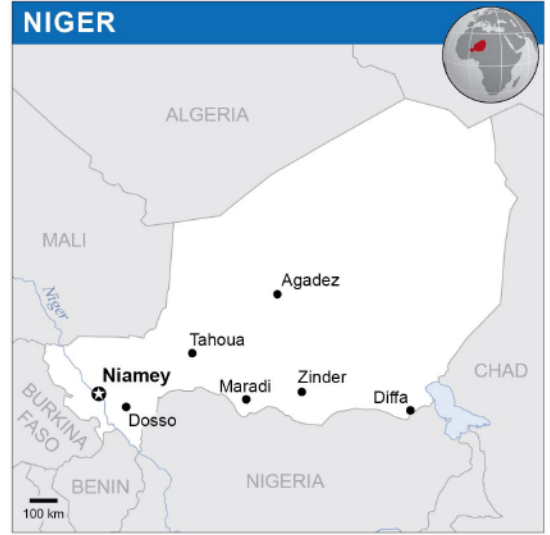 NIGER
ALGERIA
MALI
Niger
Agadez
Tahoua
Niamey
Maradi
Zinder
Diffa
CHAD
Dosso
BURKINA
FASO
BENIN
NIGERIA
100 km